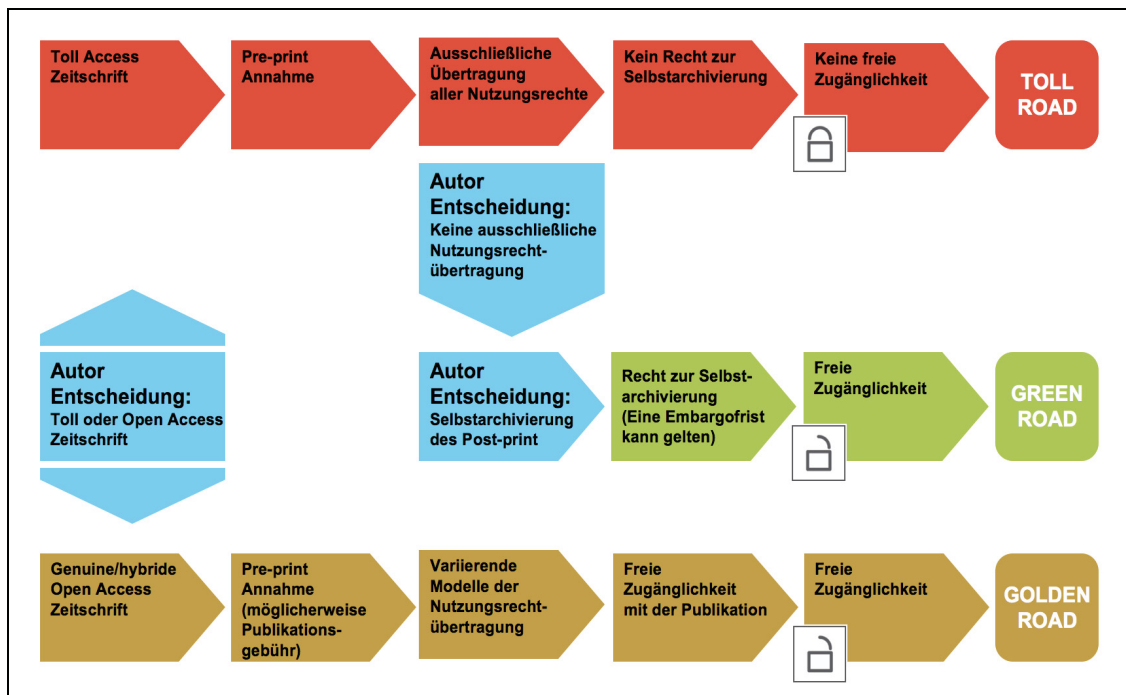 Toll Access
Zeitschrift
Pre-print
Annahme
Ausschließliche
Übertragung
aller Nutzungsrechte
Kein Recht zur
Selbstarchivierung
Keine freie
Zugänglichkeit
TOLL
ROAD
Autor
Entscheidung:
Keine ausschließliche
Nutzungsrecht-
übertragung
Autor
Entscheidung:
Toll oder Open Access
Zeitschrift
Autor
Entscheidung:
Selbstarchivierung
des Post-print
Recht zur Selbst-
archivierung
(Eine Embargofrist
kann gelten)
Freie
Zugänglichkeit
GREEN
ROAD
Genuine/hybride
Open Access
Zeitschrift
Pre-print
Annahme
(möglicherweise
Publikations-
gebühr)
Variierende
Modelle der
Nutzungsrecht-
übertragung
Freie
Zugänglichkeit
mit der Publikation
Freie
Zugänglichkeit
GOLDEN
ROAD